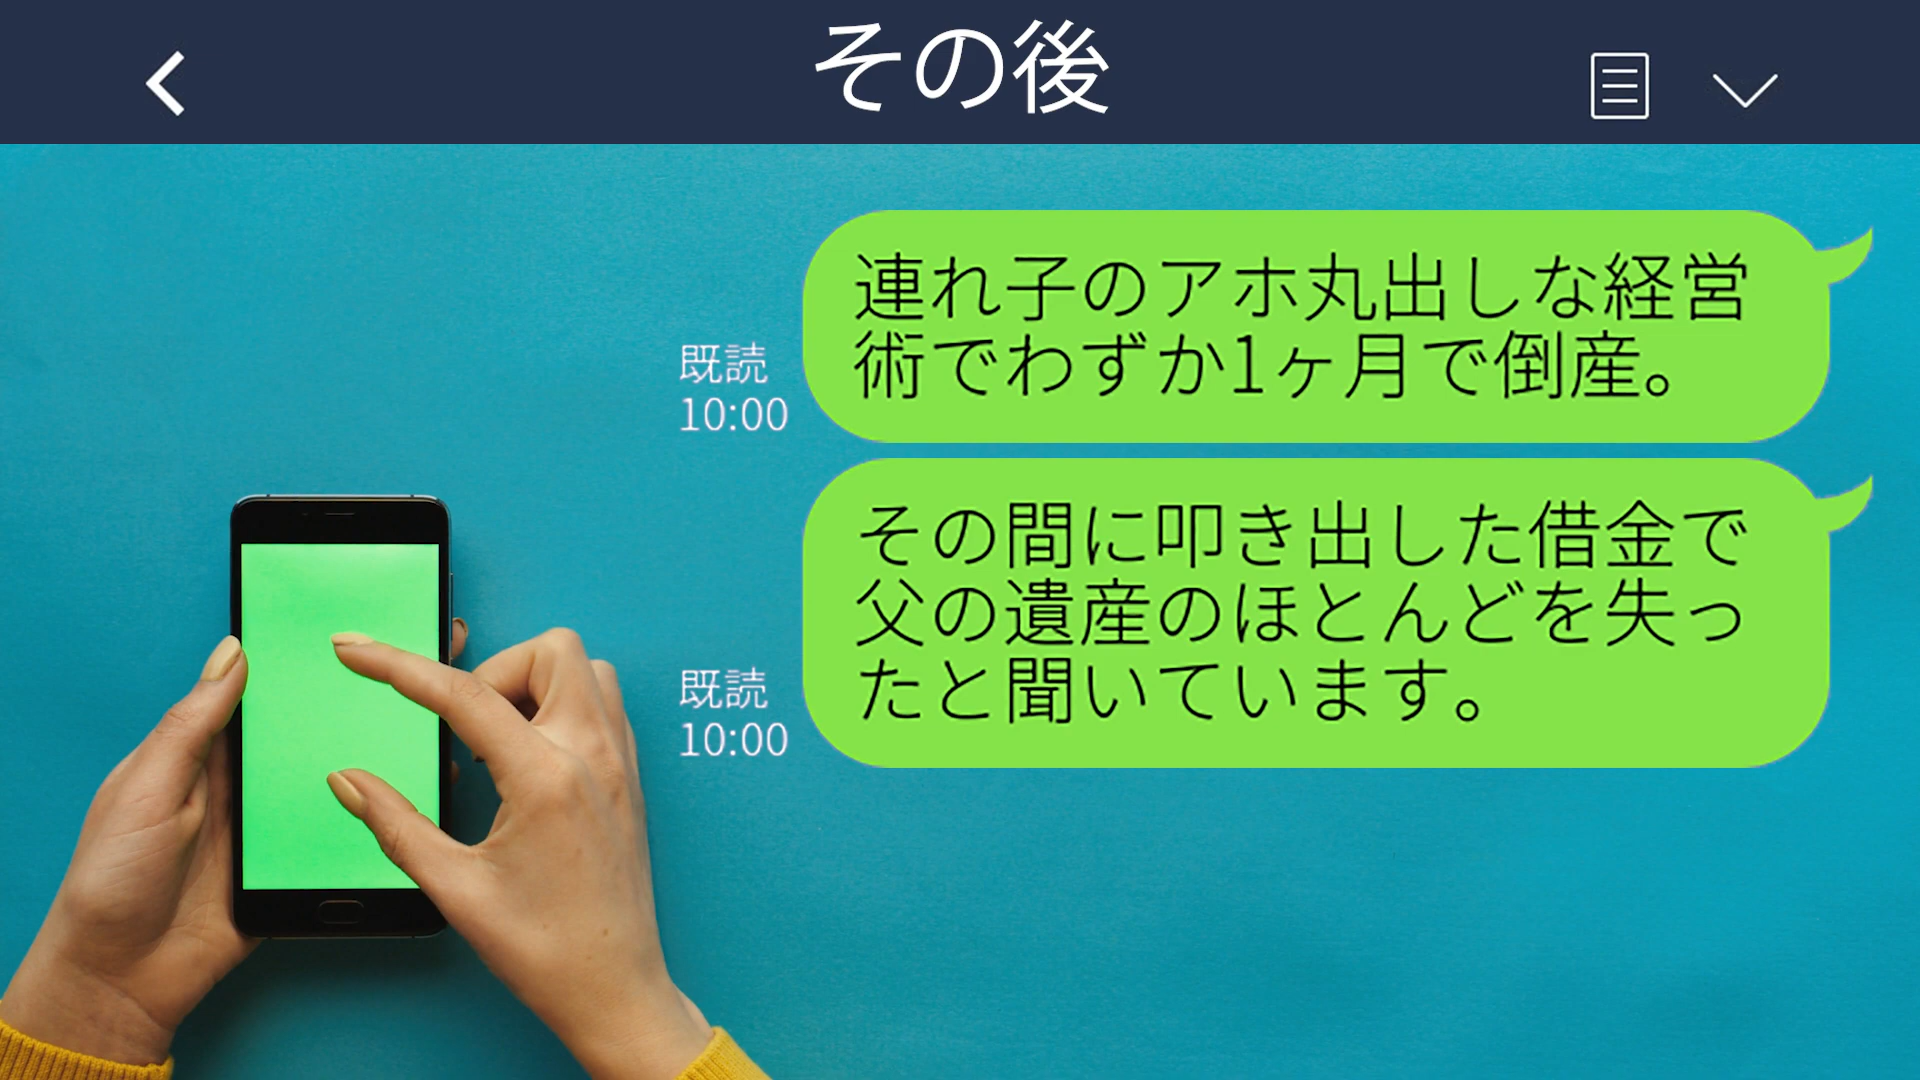 その後
連れ子のアホ丸出しな経営
術でわずか1ヶ月で倒産。
既読
10:00
その間に叩き出した借金で
父の遺産のほとんどを失っ
たと聞いています。
既読
10:00